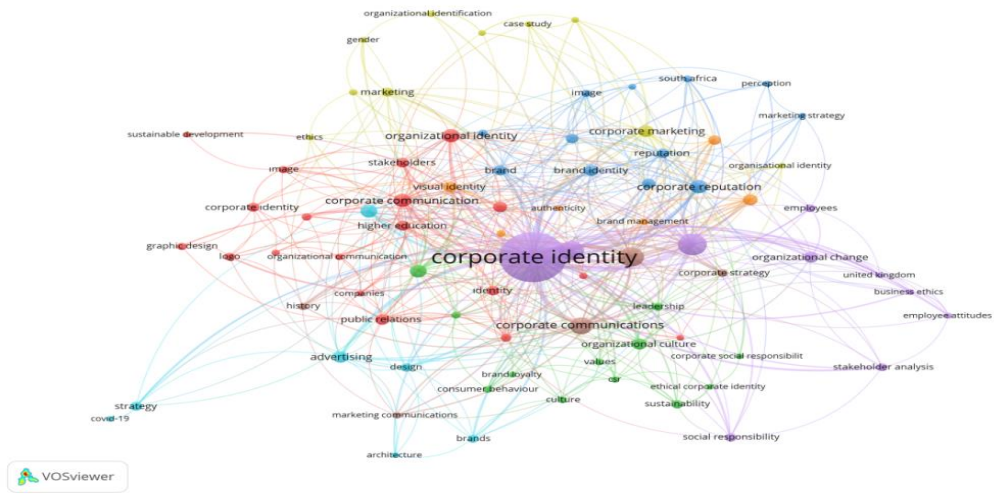 organizational identification
case study
gender
marketing
image
south africa
perception
marketing strategy
sustainable development
ethics
organizational identity
corporate marketing
reputation
organisational identity
stakeholders
image
brand
brand identity
visual identity
corporate reputation
corporate identity
corporate communication
authenticity
employees
higher education
brand management
graphic design
logo
organizational communication
corporate identity
organizational change
corporate strategy
united kingdom
business ethics
companies
identity
history
leadership
employee attitudes
public relations
corporate communications
organizational culture
advertising
design
values
corporate social responsibilit
stakeholder analysis
brand loyalty
csr
consumer behaviour
ethical corporate identity
culture
sustainability
strategy
covid-19
marketing communications
brands
social responsibility
architecture
VOSviewer